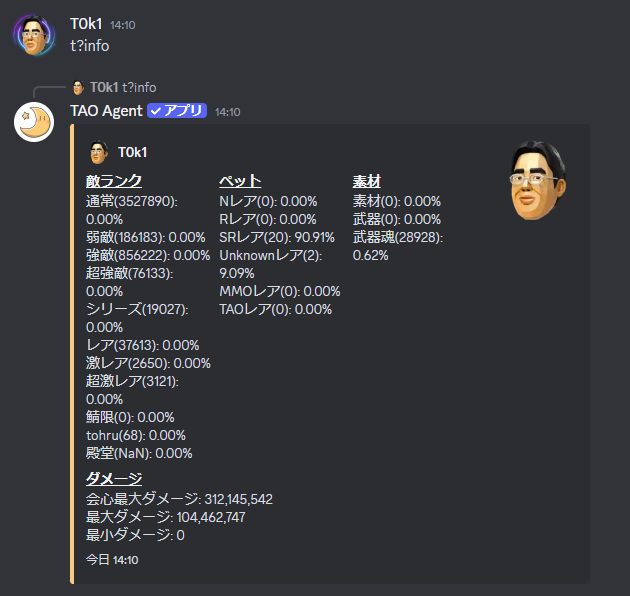 T0k1 14:10
t?info
T0k1 t?info
TAO Agent アプリ 14:10
T0k1
敵ランク
通常(3527890):
0.00%
弱敵(186183): 0.00%
強敵(856222): 0.00%
超強敵(76133):
0.00%
シリーズ(19027):
0.00%
レア(37613): 0.00%
激レア(2650): 0.00%
超激レア(3121):
0.00%
鯖限(0): 0.00%
tohru(68): 0.00%
殿堂(NaN): 0.00%
ペット
Nレア(0): 0.00%
Rレア(0): 0.00%
SRレア(20): 90.91%
Unknownレア(2):
9.09%
MMOレア(0): 0.00%
TAOレア(0): 0.00%
素材
素材(0): 0.00%
武器(0): 0.00%
武器魂(28928):
0.62%
ダメージ
会心最大ダメージ: 312,145,542
最大ダメージ: 104,462,747
最小ダメージ: 0
今日 14:10